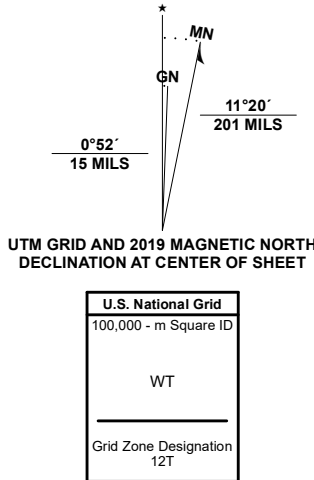 ★
MN
GN
11°20´
201 MILS
0°52´
15 MILS
UTM GRID AND 2019 MAGNETIC NORTH
DECLINATION AT CENTER OF SHEET
U.S. National Grid
100,000 - m Square ID
WT
Grid Zone Designation
12T